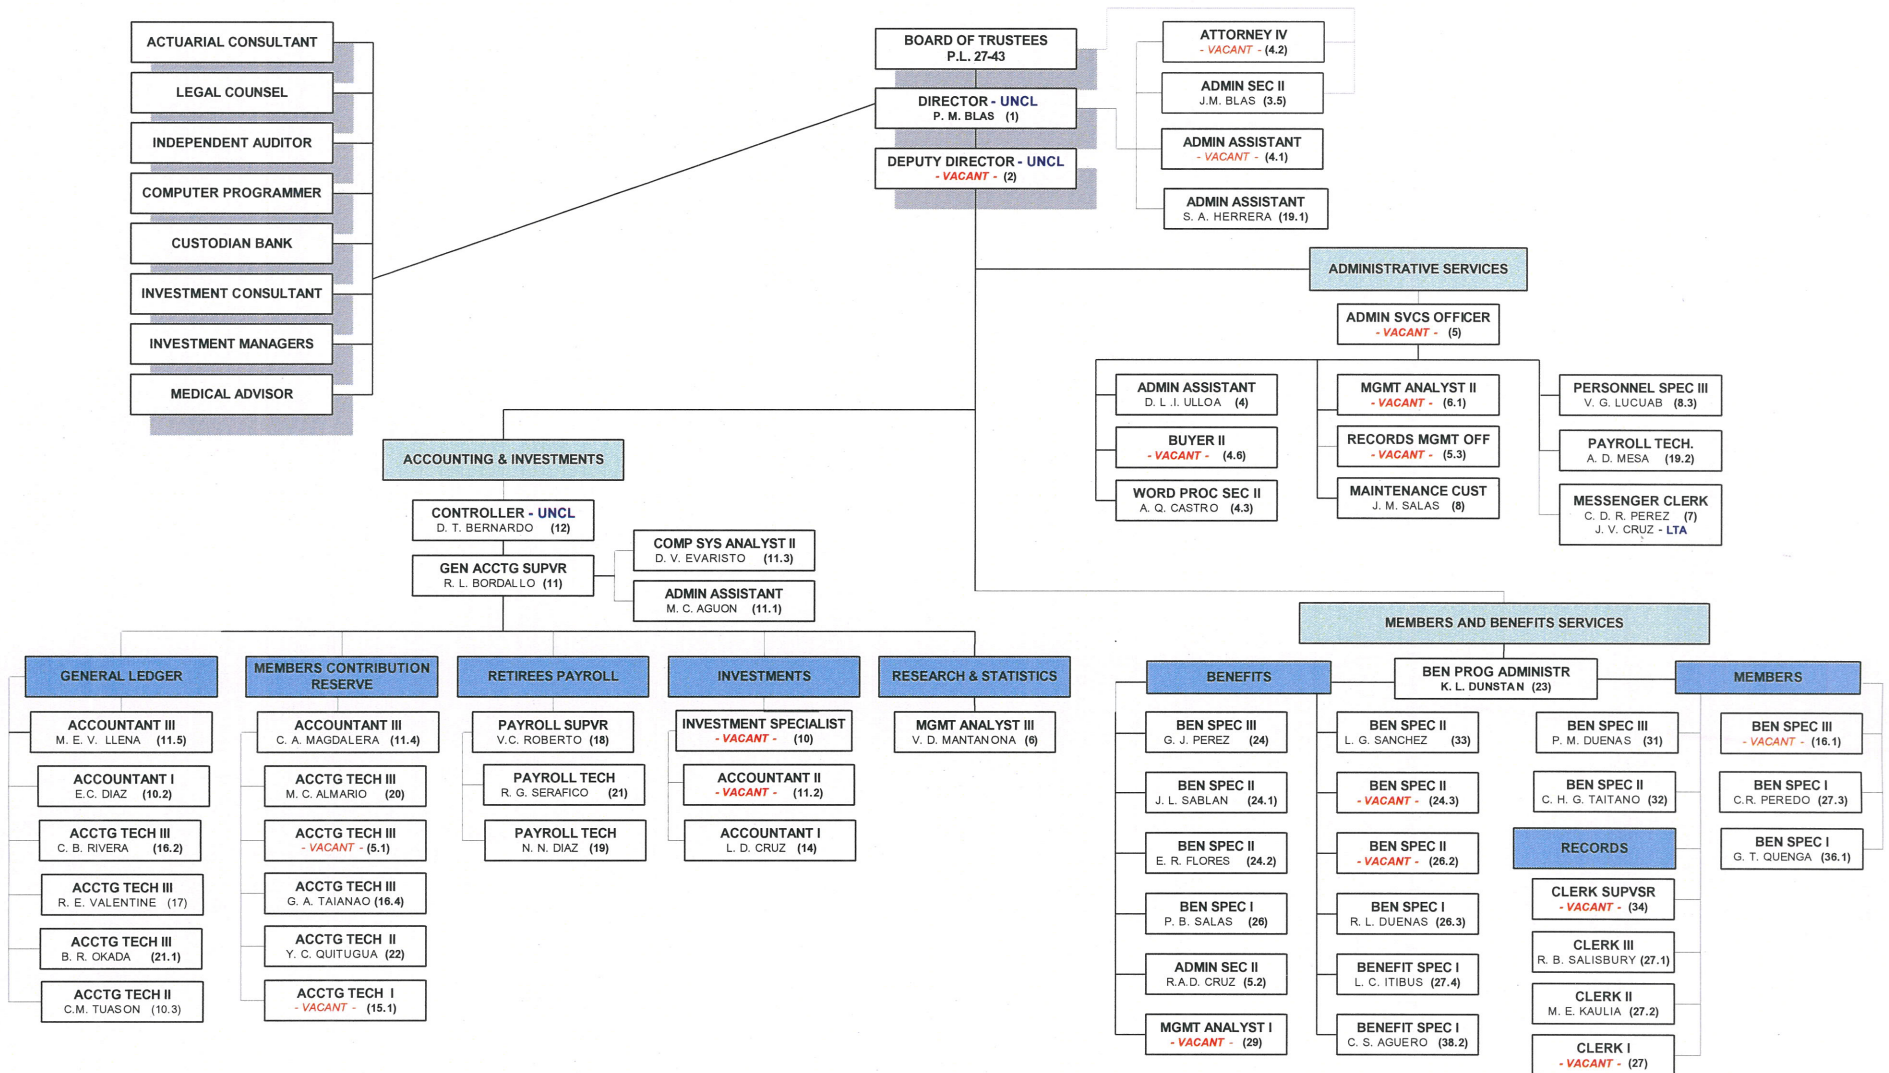 ACTUARIAL CONSULTANT
LEGAL COUNSEL
INDEPENDENT AUDITOR
COMPUTER PROGRAMMER
CUSTODIAN BANK
INVESTMENT CONSULTANT
INVESTMENT MANAGERS
MEDICAL ADVISOR
BOARD OF TRUSTEES
P.L. 27-43
DIRECTOR - UNCL
P. M. BLAS (1)
DEPUTY DIRECTOR - UNCL
- VACANT - (2)
ATTORNEY IV
- VACANT - (4.2)
ADMIN SEC II
J.M. BLAS (3.5)
ADMIN ASSISTANT
- VACANT - (4.1)
ADMIN ASSISTANT
S. A. HERRERA (19.1)
ADMINISTRATIVE SERVICES
ADMIN SVCS OFFICER
- VACANT - (5)
ADMIN ASSISTANT
D. L .I. ULLOA (4)
BUYER II
- VACANT - (4.6)
WORD PROC SEC II
A. Q. CASTRO (4.3)
MGMT ANALYST II
- VACANT - (6.1)
RECORDS MGMT OFF
- VACANT - (5.3)
MAINTENANCE CUST
J. M. SALAS (8)
PERSONNEL SPEC III
V. G. LUCUAB (8.3)
PAYROLL TECH.
A. D. MESA (19.2)
MESSENGER CLERK
C. D. R. PEREZ (7)
J. V. CRUZ - LTA
ACCOUNTING & INVESTMENTS
CONTROLLER - UNCL
D. T. BERNARDO (12)
GEN ACCTG SUPVR
R. L. BORDALLO (11)
COMP SYS ANALYST II
D. V. EVARISTO (11.3)
ADMIN ASSISTANT
M. C. AGUON (11.1)
GENERAL LEDGER
ACCOUNTANT III
M. E. V. LLENA (11.5)
ACCOUNTANT I
E.C. DIAZ (10.2)
ACCTG TECH III
C. B. RIVERA (16.2)
ACCTG TECH III
R. E. VALENTINE (17)
ACCTG TECH III
B. R. OKADA (21.1)
ACCTG TECH II
C.M. TUASON (10.3)
MEMBERS CONTRIBUTION
RESERVE
ACCOUNTANT III
C. A. MAGDALERA (11.4)
ACCTG TECH III
M. C. ALMARIO (20)
ACCTG TECH III
- VACANT - (5.1)
ACCTG TECH III
G. A. TAIANAO (16.4)
ACCTG TECH II
Y. C. QUITUGUA (22)
ACCTG TECH I
- VACANT - (15.1)
RETIREES PAYROLL
PAYROLL SUPVR
V.C. ROBERTO (18)
PAYROLL TECH
R. G. SERAFICO (21)
PAYROLL TECH
N. N. DIAZ (19)
INVESTMENTS
INVESTMENT SPECIALIST
- VACANT - (10)
ACCOUNTANT II
- VACANT - (11.2)
ACCOUNTANT I
L. D. CRUZ (14)
RESEARCH & STATISTICS
MGMT ANALYST III
V. D. MANTANONA (6)
MEMBERS AND BENEFITS SERVICES
BEN PROG ADMINISTR
K. L. DUNSTAN (23)
BENEFITS
BEN SPEC III
G. J. PEREZ (24)
BEN SPEC II
J. L. SABLAN (24.1)
BEN SPEC II
E. R. FLORES (24.2)
BEN SPEC I
P. B. SALAS (26)
ADMIN SEC II
R.A.D. CRUZ (5.2)
MGMT ANALYST I
- VACANT - (29)
BEN SPEC II
L. G. SANCHEZ (33)
BEN SPEC II
- VACANT - (24.3)
BEN SPEC II
- VACANT - (26.2)
BEN SPEC I
R. L. DUENAS (26.3)
BENEFIT SPEC I
L. C. ITIBUS (27.4)
BENEFIT SPEC I
C. S. AGUERO (38.2)
MEMBERS
BEN SPEC III
P. M. DUENAS (31)
BEN SPEC II
C. H. G. TAITANO (32)
BEN SPEC III
- VACANT - (16.1)
BEN SPEC I
C.R. PEREDO (27.3)
BEN SPEC I
G. T. QUENGA (36.1)
RECORDS
CLERK SUPVSR
- VACANT - (34)
CLERK III
R. B. SALISBURY (27.1)
CLERK II
M. E. KAULIA (27.2)
CLERK I
- VACANT - (27)